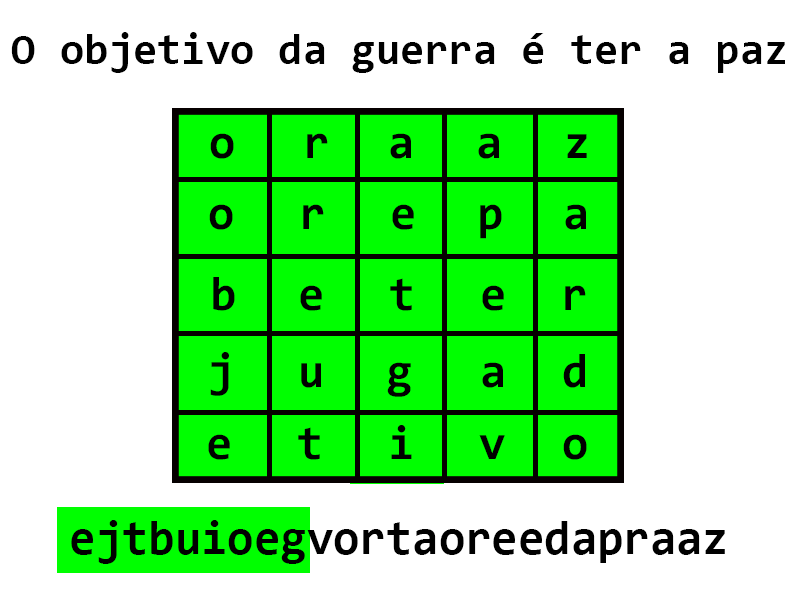 O objetivo da guerra é ter a paz
o r a a z
o r e p a
b e t e r
j u g a d
e t i v o
ejtbuioegvortaoreedapraaz